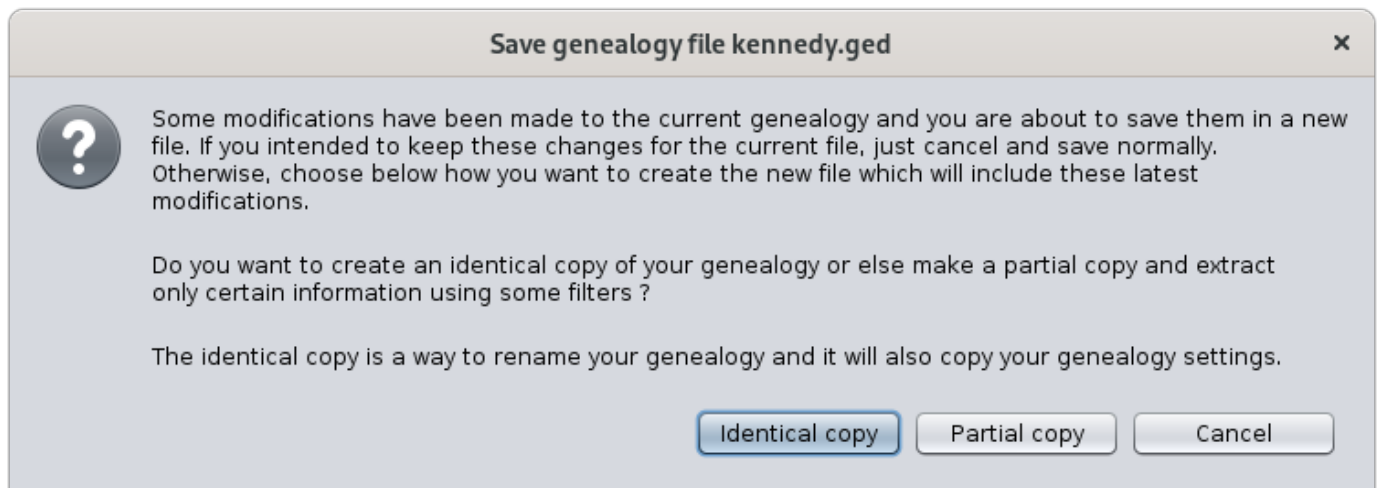 Save genealogy file kennedy.ged
Some modifications have been made to the current genealogy and you are about to save them in a new
file. If you intended to keep these changes for the current file, just cancel and save normally.
Otherwise, choose below how you want to create the new file which will include these latest
modifications.
Do you want to create an identical copy of your genealogy or else make a partial copy and extract
only certain information using some filters ?
The identical copy is a way to rename your genealogy and it will also copy your genealogy settings.
Identical copy Partial copy Cancel